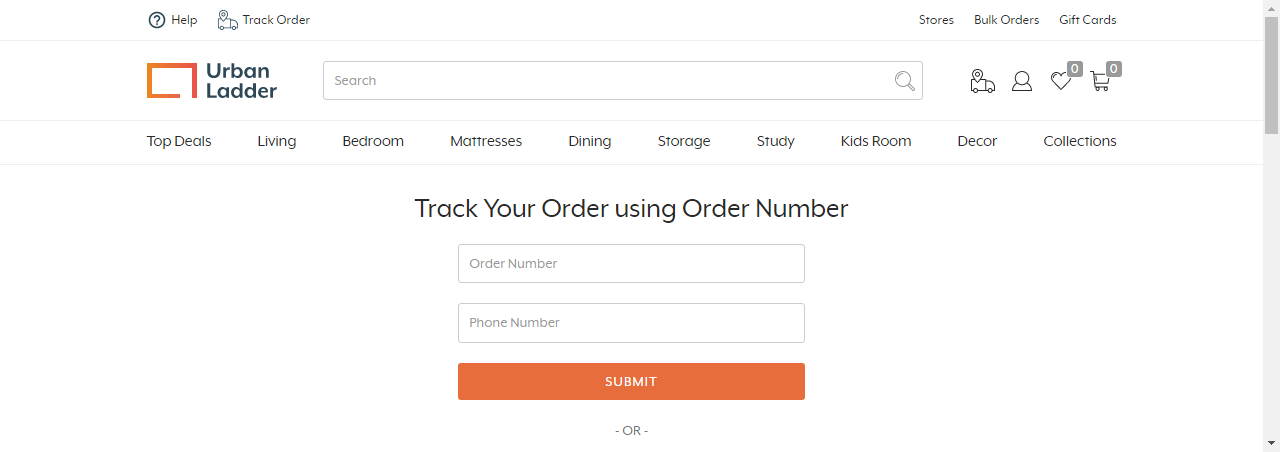 Help Track Order Stores Bulk Orders Gift Cards
Urban
Ladder
Search
0 0
Top Deals Living Bedroom Mattresses Dining Storage Study Kids Room Decor Collections
Track Your Order using Order Number
Order Number
Phone Number
SUBMIT
- OR -